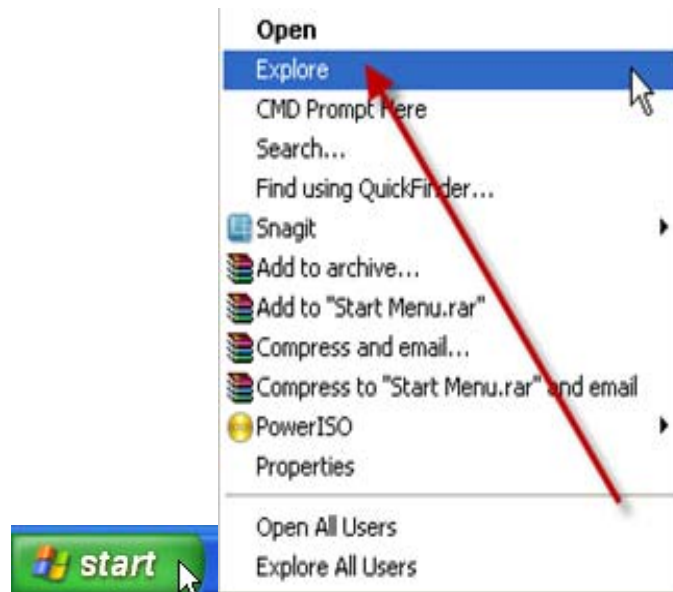 Open
Explore
CMD Prompt Here
Search...
Find using QuickFinder...
Snagit
Add to archive...
Add to "Start Menu.rar"
Compress and email...
Compress to "Start Menu.rar" and email
PowerISO
Properties
Open All Users
Explore All Users
start